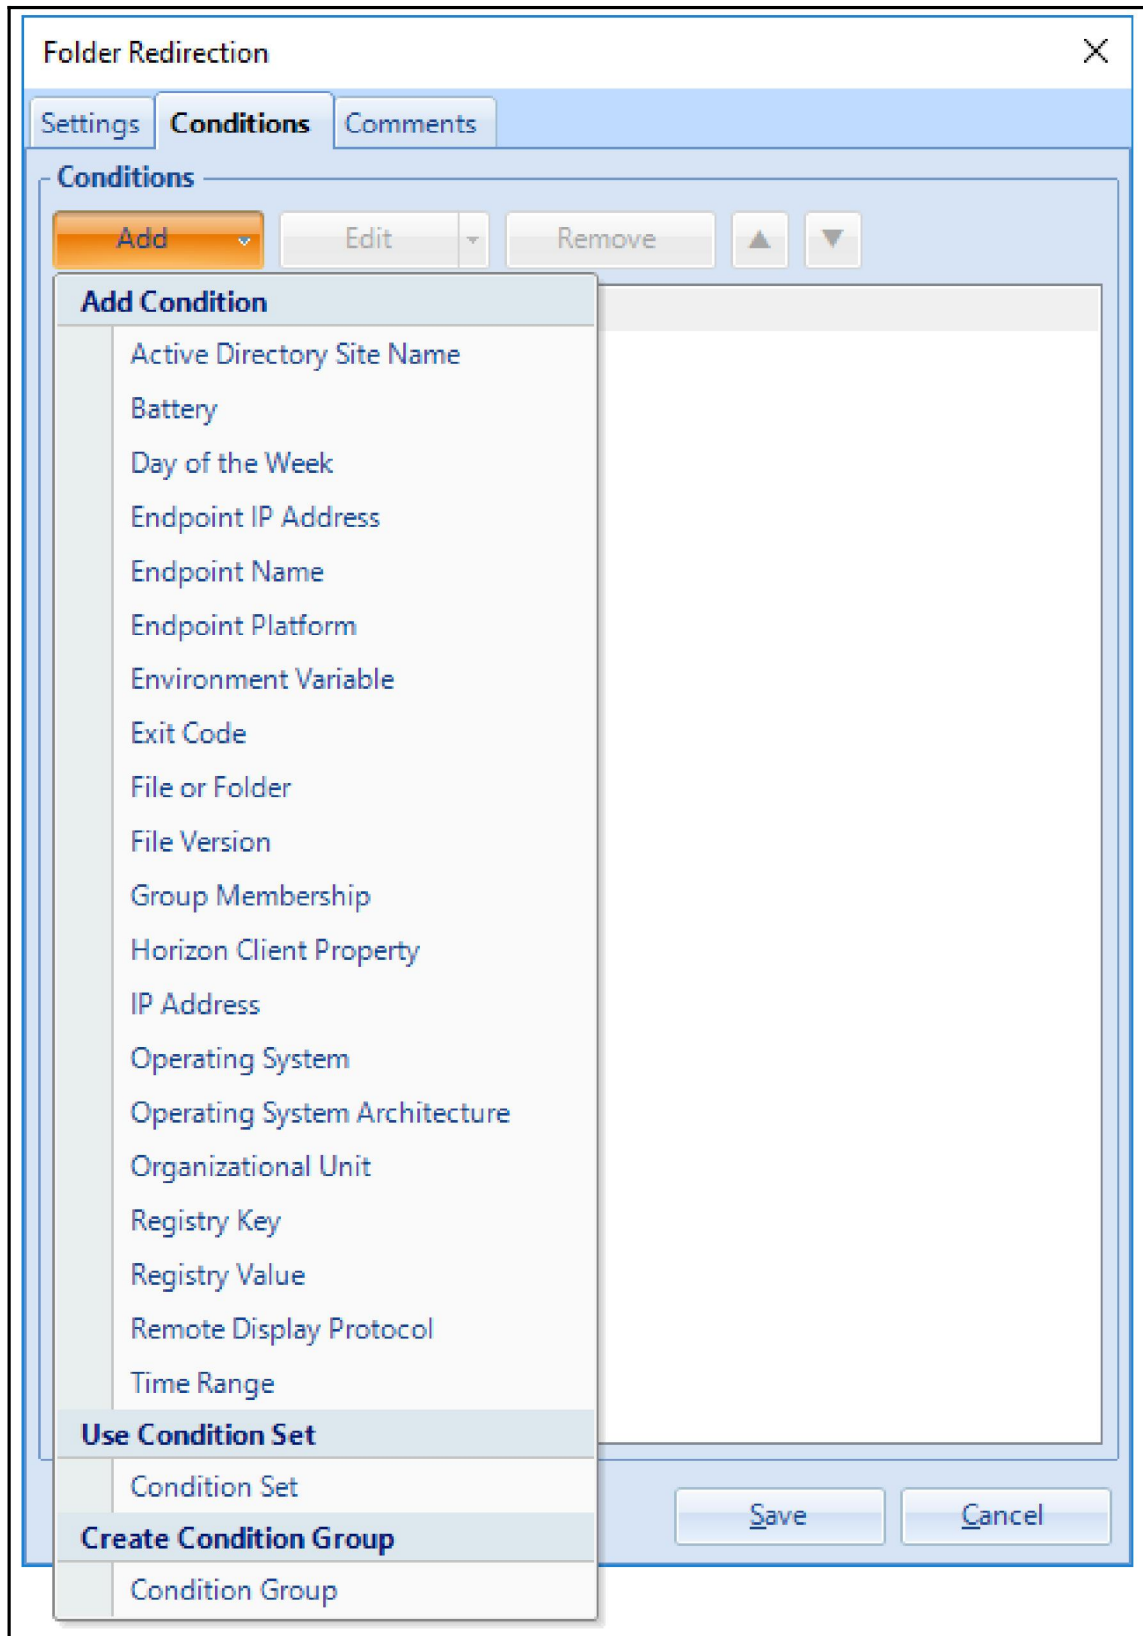 Folder Redirection
Settings Conditions Comments
Conditions
Add Edit Remove
Add Condition
Active Directory Site Name
Battery
Day of the Week
Endpoint IP Address
Endpoint Name
Endpoint Platform
Environment Variable
Exit Code
File or Folder
File Version
Group Membership
Horizon Client Property
IP Address
Operating System
Operating System Architecture
Organizational Unit
Registry Key
Registry Value
Remote Display Protocol
Time Range
Use Condition Set
Condition Set
Save Cancel
Create Condition Group
Condition Group